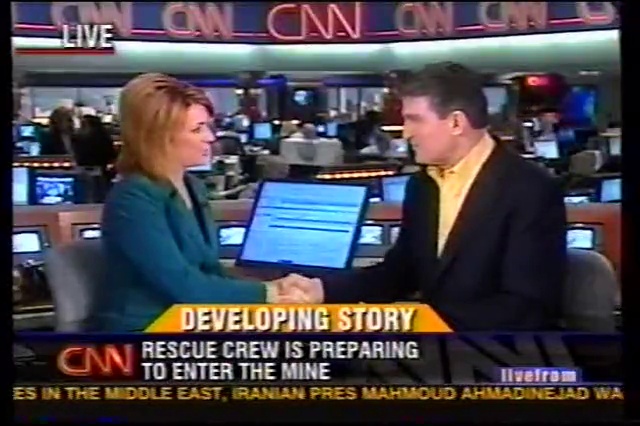 CNN CNN CNN CNN CNN
LIVE
DEVELOPING STORY
CNN
RESCUE CREW IS PREPARING
TO ENTER THE MINE
livefrom
ES IN THE MIDDLE EAST, IRANIAN PRES MAHMOUD AHMADINEJAD WA